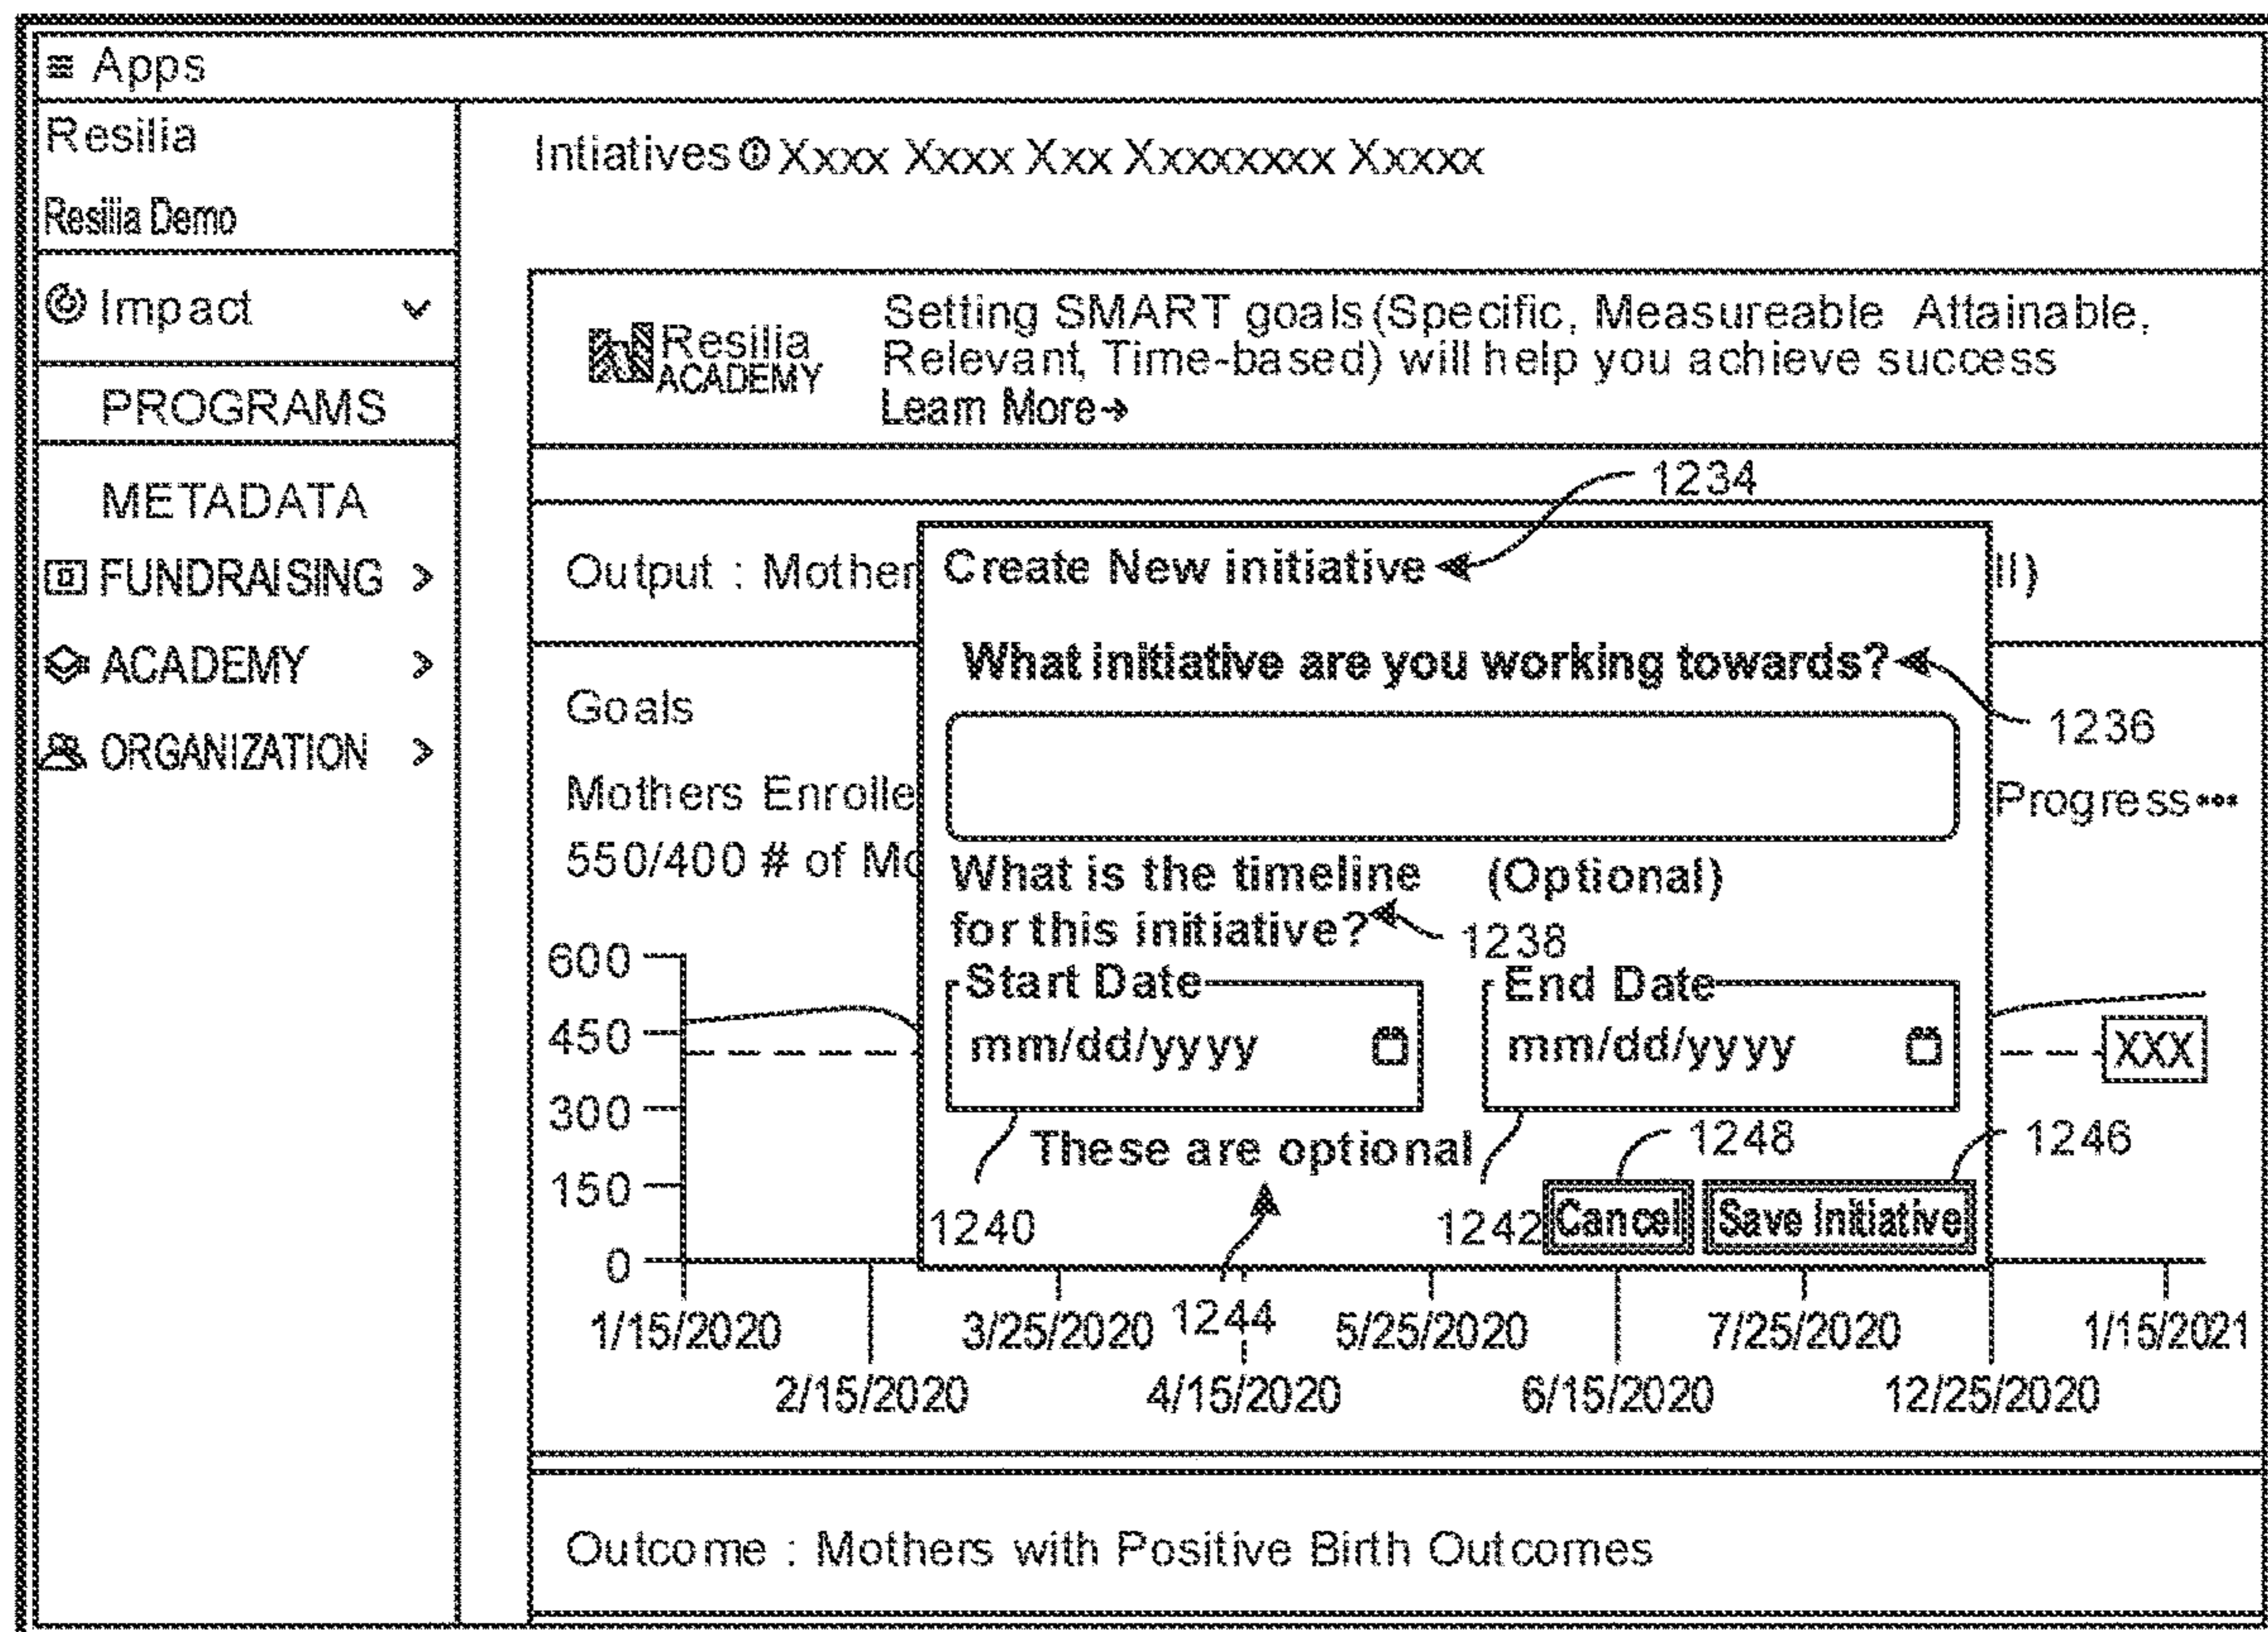 Apps
Resilia
Resilia Demo
Impact
PROGRAMS
METADATA
FUNDRAISING >
ACADEMY >
ORGANIZATION >
Intiatives Xxxx Xxxx Xxx Xxxxxxxx Xxxxx
Resilia
ACADEMY
Setting SMART goals (Specific, Measureable Attainable,
Relevant, Time-based) will help you achieve success
Learn More→
1234
Output : Mother
ll)
Create New initiative
What initiative are you working towards?
1236
Goals
Mothers Enrolle
Progress•••
550/400 # of Mo
What is the timeline (Optional)
for this initiative?
1238
Start Date
mm/dd/yyyy
End Date
mm/dd/yyyy
These are optional
1240
1242
1244
1248
1246
Cancel
Save initiative
600
450
300
150
0
XXX
1/15/2020
2/15/2020
3/25/2020
4/15/2020
5/25/2020
6/15/2020
7/25/2020
12/25/2020
1/15/2021
Outcome : Mothers with Positive Birth Outcomes